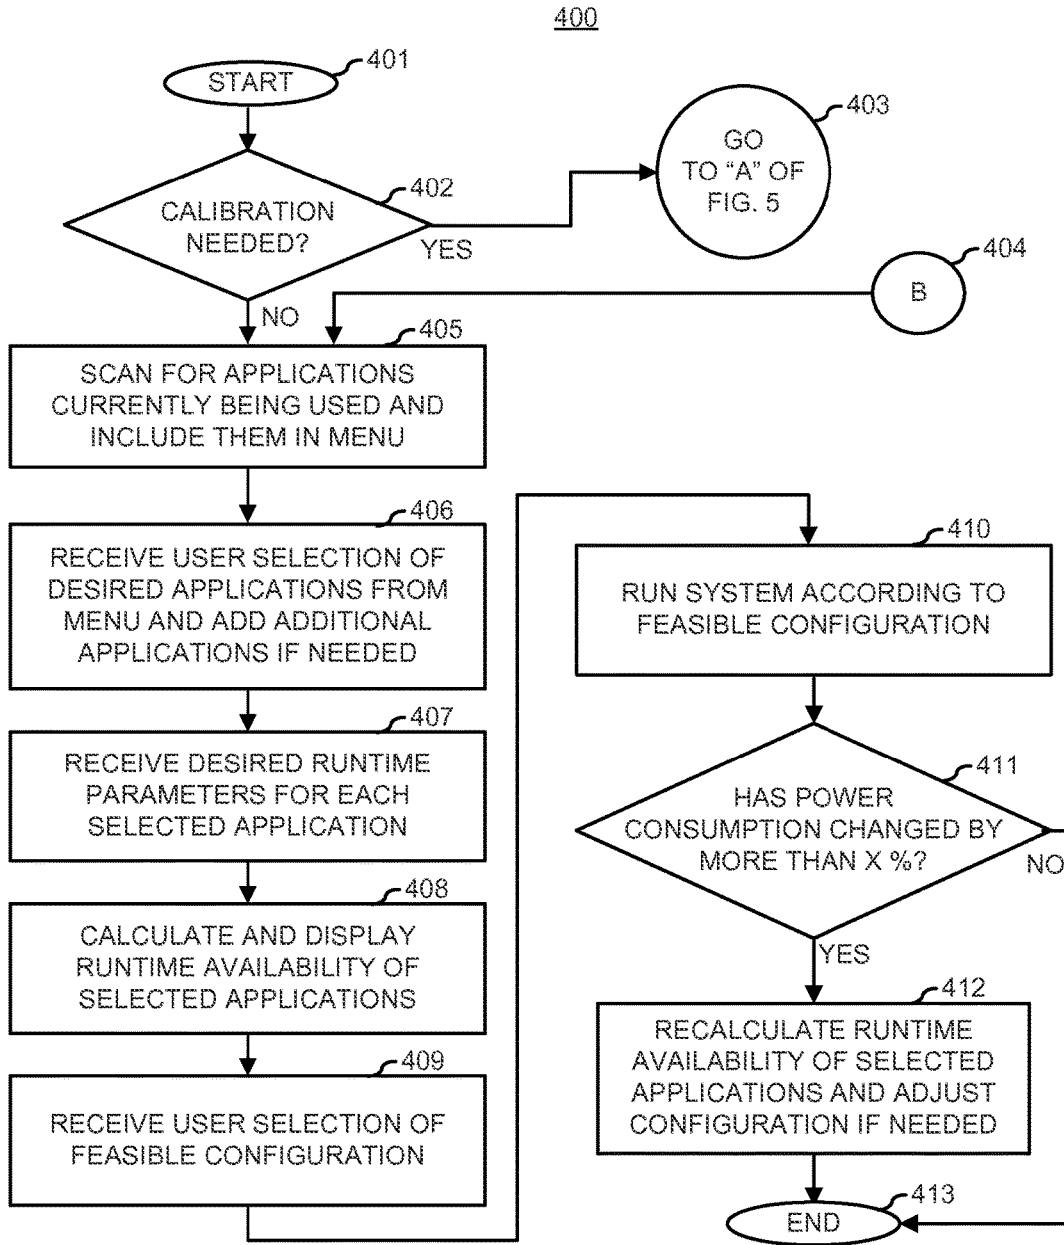 400
401
START
402
CALIBRATION
NEEDED?
YES
NO
403
GO
TO “A” OF
FIG. 5
404
B
405
SCAN FOR APPLICATIONS
CURRENTLY BEING USED AND
INCLUDE THEM IN MENU
406
RECEIVE USER SELECTION OF
DESIRED APPLICATIONS FROM
MENU AND ADD ADDITIONAL
APPLICATIONS IF NEEDED
407
RECEIVE DESIRED RUNTIME
PARAMETERS FOR EACH
SELECTED APPLICATION
408
CALCULATE AND DISPLAY
RUNTIME AVAILABILITY OF
SELECTED APPLICATIONS
409
RECEIVE USER SELECTION OF
FEASIBLE CONFIGURATION
410
RUN SYSTEM ACCORDING TO
FEASIBLE CONFIGURATION
411
HAS POWER
CONSUMPTION CHANGED BY
MORE THAN X %?
NO
YES
412
RECALCULATE RUNTIME
AVAILABILITY OF SELECTED
APPLICATIONS AND ADJUST
CONFIGURATION IF NEEDED
413
END